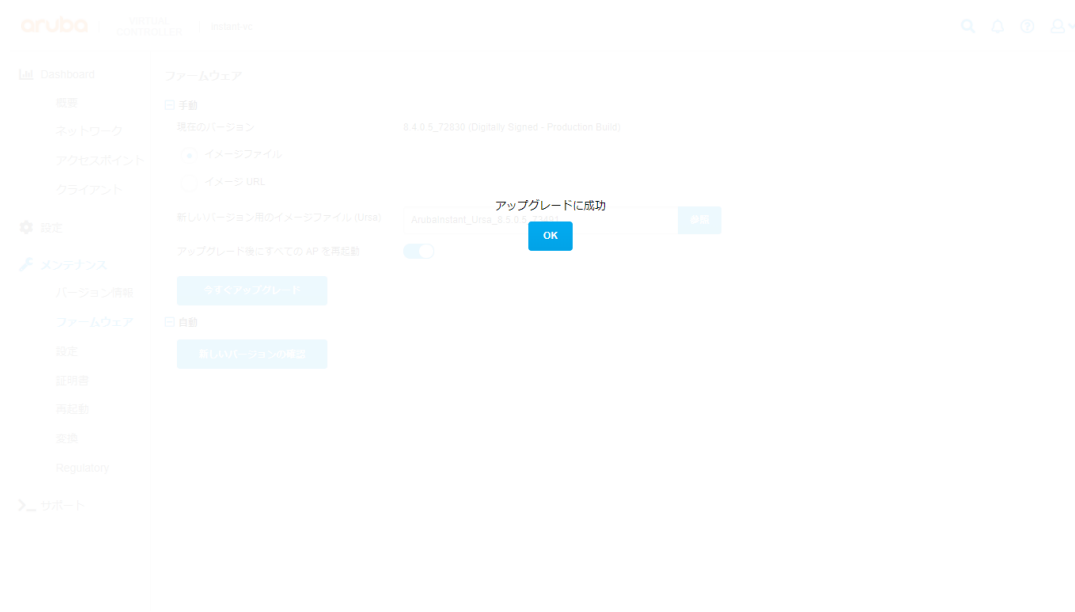 aruba
VIRTUAL
CONTROLLER
Dashboard
概要
ネットワーク
アクセスポイント
クライアント
設定
メンテナンス
バージョン情報
ファームウェア
設定
証明書
再起動
変換
Regulatory
サポート
ファームウェア
手動
現在のバージョン 8.4.0.5_72836 (Digitally Signed - Production Build)
イメージファイル
イメージ URL
アップグレードに成功
新しいバージョン用のイメージファイル (Ursa) 参照
OK
アップグレード後にすべての AP を再起動
今すぐアップグレード
自動
新しいバージョンの確認